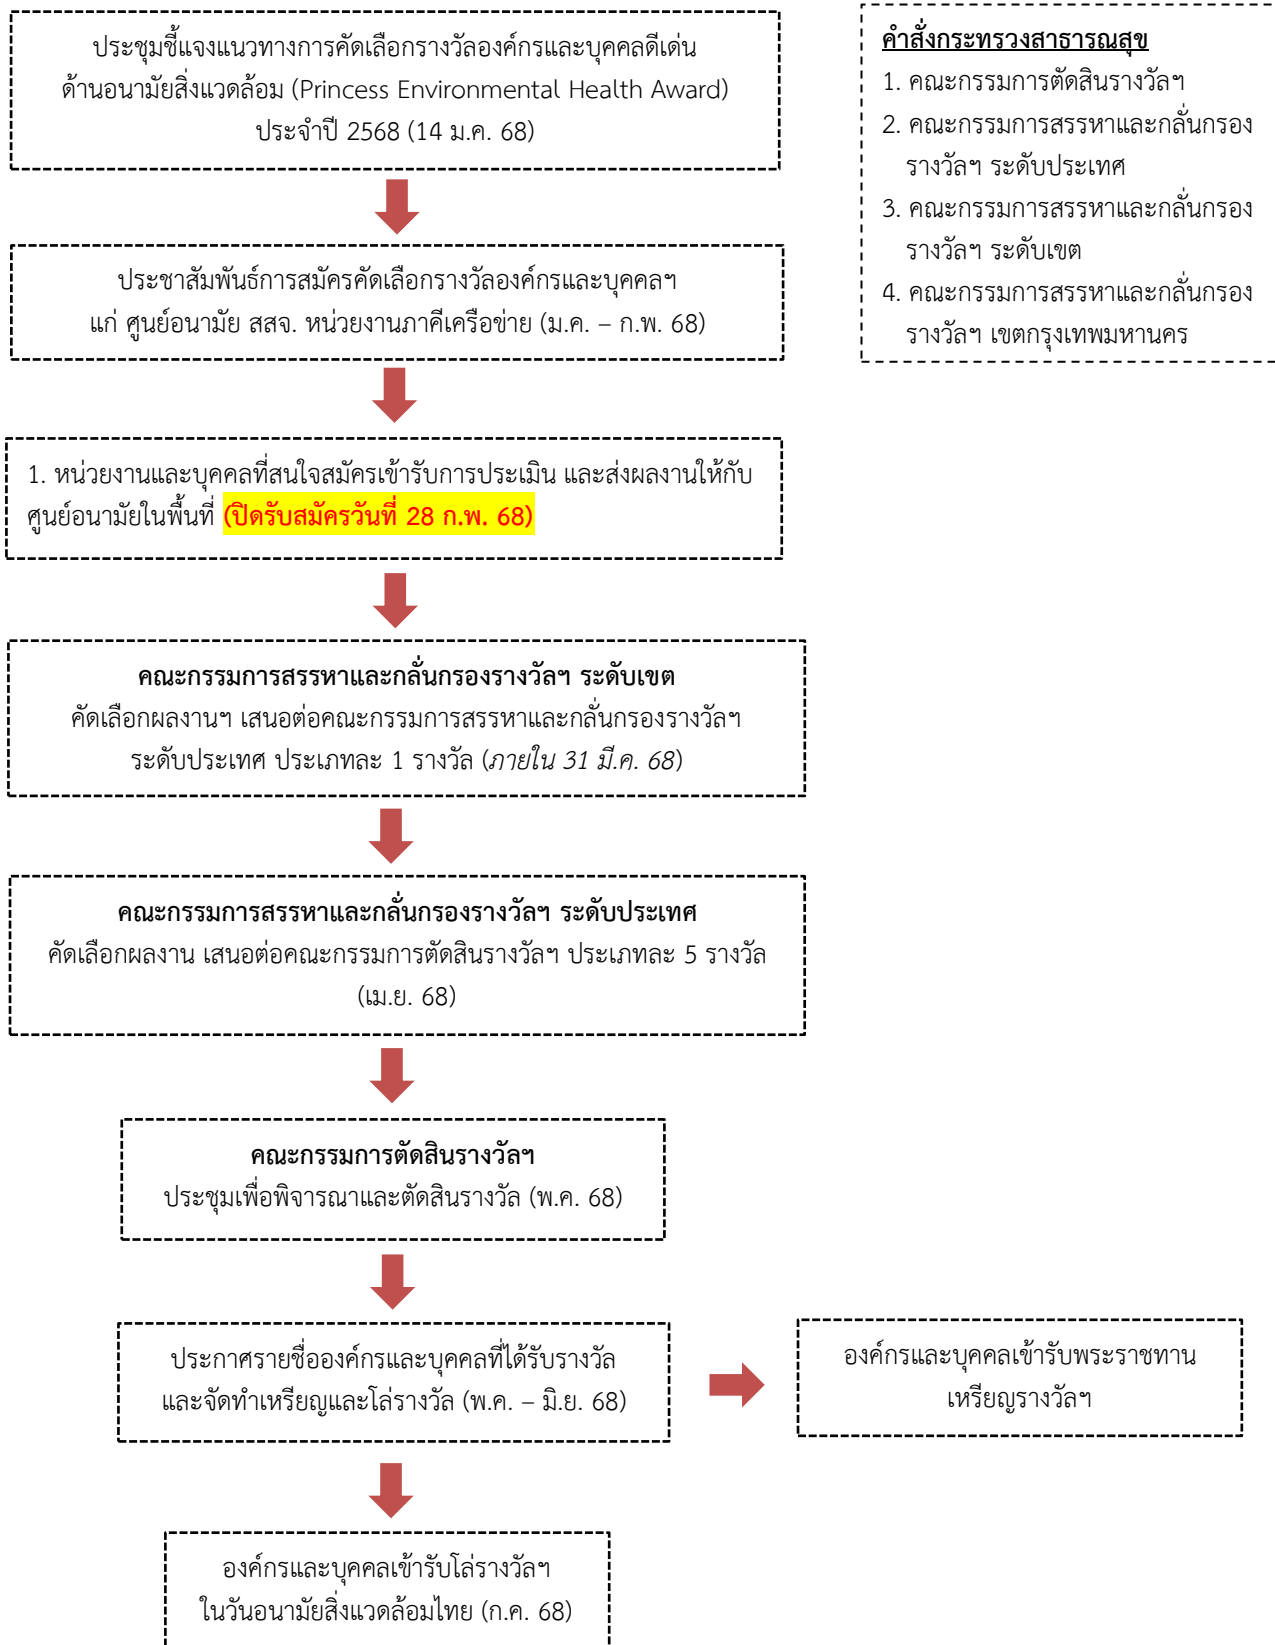 ประชุมชี้แจงแนวทางการคัดเลือกรางวัลองค์กรและบุคคลดีเด่น
ด้านอนามัยสิ่งแวดล้อม (Princess Environmental Health Award)
ประจำปี 2568 (14 ม.ค. 68)
คำสั่งกระทรวงสาธารณสุข
1. คณะกรรมการตัดสินรางวัลฯ
2. คณะกรรมการสรรหาและกลั่นกรอง
รางวัลฯ ระดับประเทศ
3. คณะกรรมการสรรหาและกลั่นกรอง
รางวัลฯ ระดับเขต
4. คณะกรรมการสรรหาและกลั่นกรอง
รางวัลฯ เขตกรุงเทพมหานคร
ประชาสัมพันธ์การสมัครคัดเลือกรางวัลองค์กรและบุคคลฯ
แก่ ศูนย์อนามัย สสจ. หน่วยงานภาคีเครือข่าย (ม.ค. – ก.พ. 68)
1. หน่วยงานและบุคคลที่สนใจสมัครเข้ารับการประเมิน และส่งผลงานให้กับ
ศูนย์อนามัยในพื้นที่ (ปิดรับสมัครวันที่ 28 ก.พ. 68)
คณะกรรมการสรรหาและกลั่นกรองรางวัลฯ ระดับเขต
คัดเลือกผลงานฯ เสนอต่อคณะกรรมการสรรหาและกลั่นกรองรางวัลฯ
ระดับประเทศ ประเภทละ 1 รางวัล (ภายใน 31 มี.ค. 68)
คณะกรรมการสรรหาและกลั่นกรองรางวัลฯ ระดับประเทศ
คัดเลือกผลงาน เสนอต่อคณะกรรมการตัดสินรางวัลฯ ประเภทละ 5 รางวัล
(เม.ย. 68)
คณะกรรมการตัดสินรางวัลฯ
ประชุมเพื่อพิจารณาและตัดสินรางวัล (พ.ค. 68)
ประกาศรายชื่อองค์กรและบุคคลที่ได้รับรางวัล
และจัดทำเหรียญและโล่รางวัล (พ.ค. – มิ.ย. 68)
องค์กรและบุคคลเข้ารับพระราชทาน
เหรียญรางวัลฯ
องค์กรและบุคคลเข้ารับโล่รางวัลฯ
ในวันอนามัยสิ่งแวดล้อมไทย (ก.ค. 68)